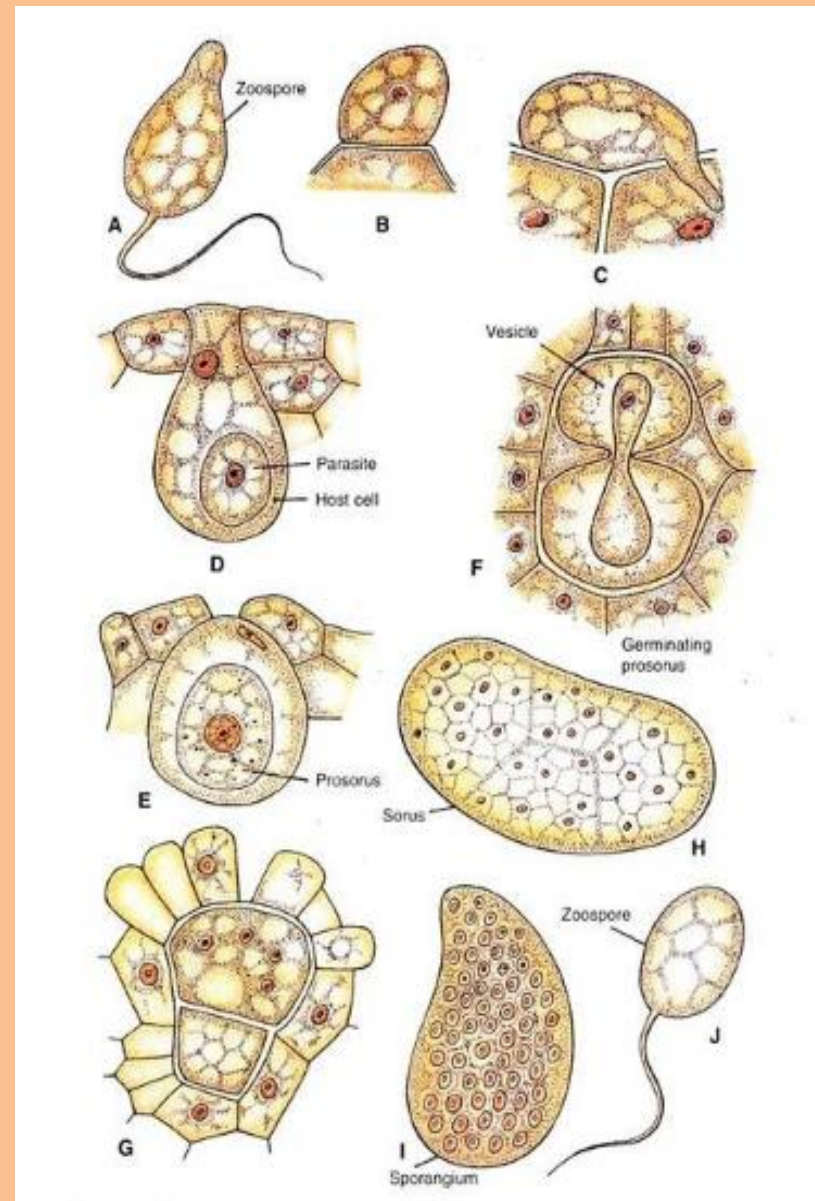 Zoospore
A
B
C
Vesicle
Parasite
Host cell
D
F
Germinating
prosorus
Prosorus
E
Sorus
H
Zoospore
J
G
I
Sporangium